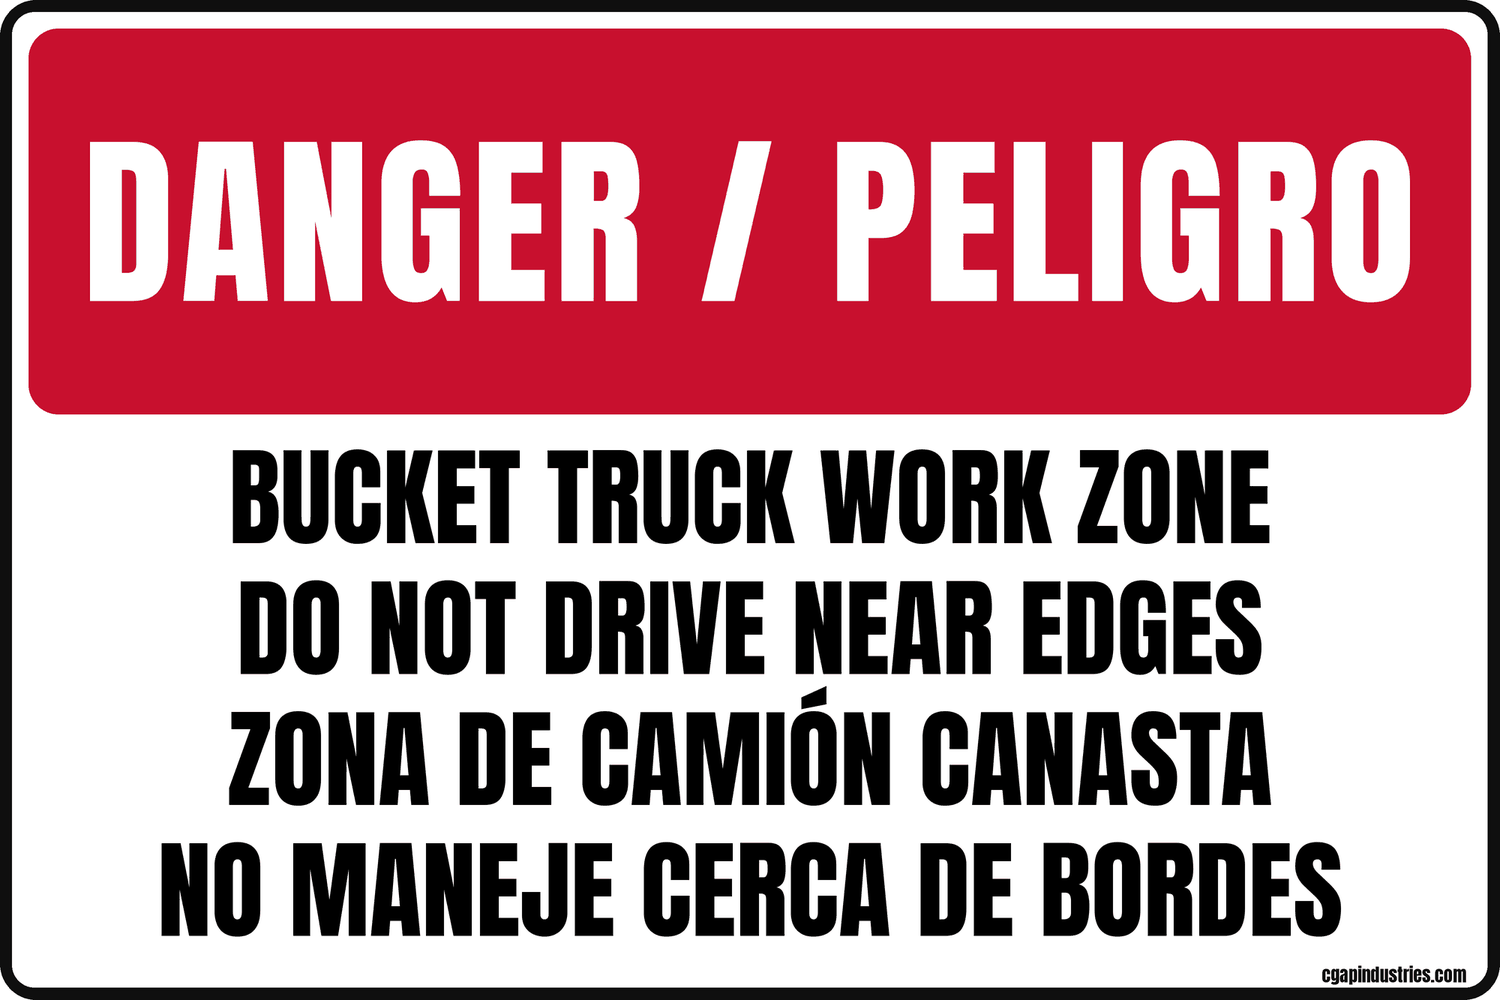 DANGER / PELIGRO
BUCKET TRUCK WORK ZONE
DO NOT DRIVE NEAR EDGES
ZONA DE CAMIÓN CANASTA
NO MANEJE CERCA DE BORDES
cgapindustries.com